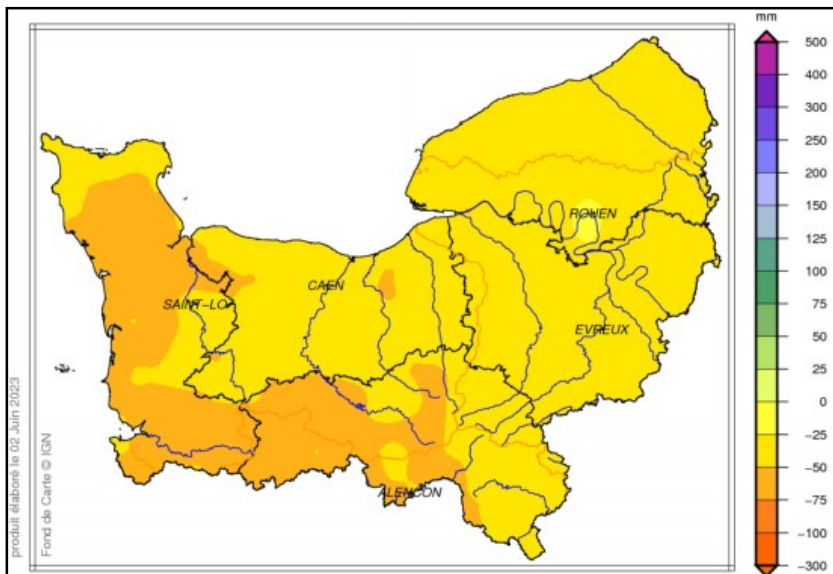 mm
500
400
300
250
200
150
100
75
50
25
0
−25
−50
−75
−100
−300
ROUEN
CAEN
SAINT−LO
EVREUX
ALENCON
produit élaboré le 02 Juin 2023
Fond de Carte © IGN